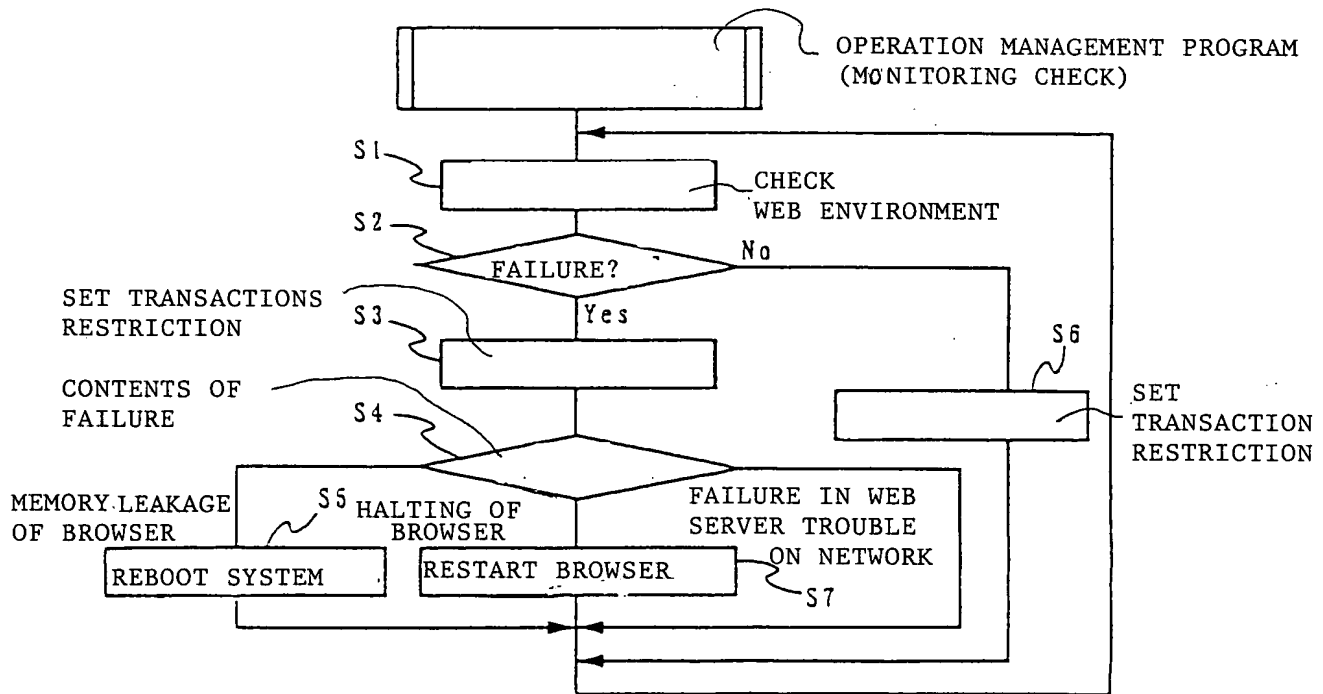 OPERATION MANAGEMENT PROGRAM
(MONITORING CHECK)
S1
CHECK
WEB ENVIRONMENT
S2
FAILURE?
No
Yes
SET TRANSACTIONS
RESTRICTION
S3
S6
SET
TRANSACTION
RESTRICTION
CONTENTS OF
FAILURE
S4
MEMORY LEAKAGE
OF BROWSER
S5
HALTING OF
BROWSER
FAILURE IN WEB
SERVER TROUBLE
ON NETWORK
REBOOT SYSTEM
RESTART BROWSER
S7